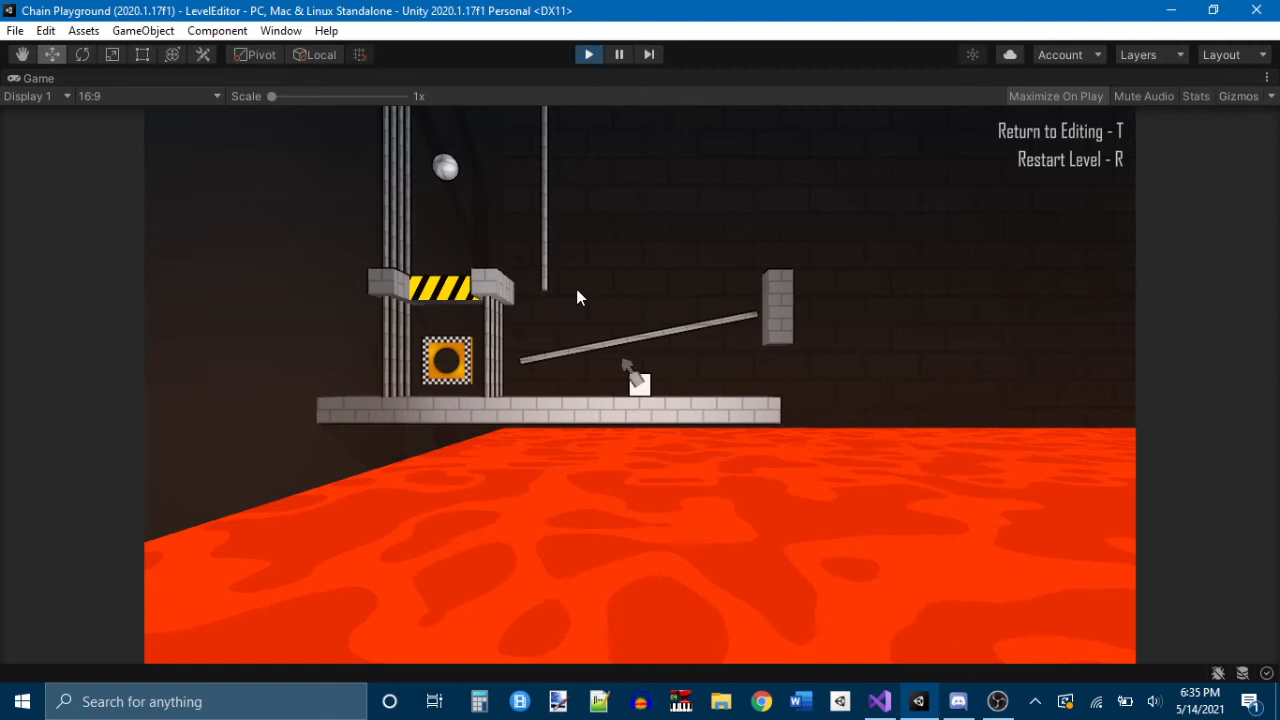 Chain Playground (2020.1.17f1) - LevelEditor - PC, Mac & Linux Standalone - Unity 2020.1.17f1 Personal <DX11>
File Edit Assets GameObject Component Window Help
Pivot Local Account Layers Layout
Game
Display 1 16:9 Scale 1x Maximize On Play Mute Audio Stats Gizmos
Return to Editing - T
Restart Level - R
Search for anything
6:35 PM
5/14/2021
1